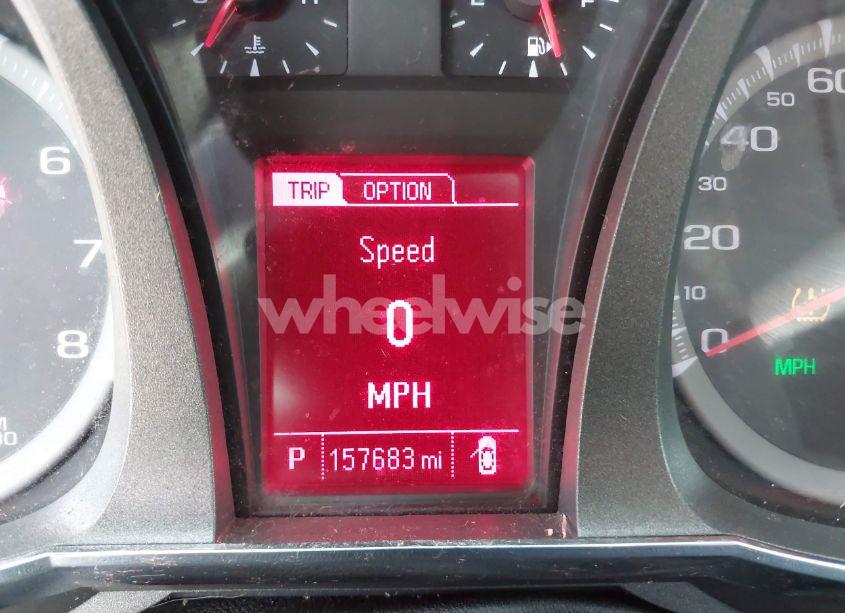 E F
6
7
8
TRIP OPTION
Speed
0
MPH
P 157683 mi
wheelwise
60
50
40
30
20
10
0
MPH